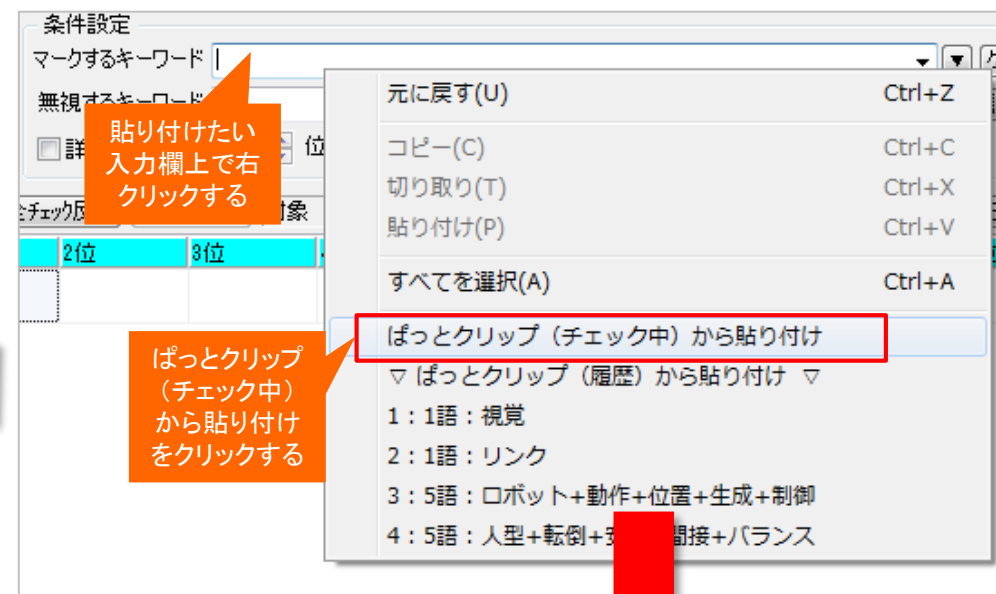 条件設定
マークするキーワード
無視するキーワード
貼り付けたい
入力欄上で右
クリックする
詳
位
チェック反
対象
2位
3位
元に戻す(U) Ctrl+Z
コピー(C) Ctrl+C
切り取り(T) Ctrl+X
貼り付け(P) Ctrl+V
すべてを選択(A) Ctrl+A
ぱっとクリップ（チェック中）から貼り付け
▽ ぱっとクリップ（履歴）から貼り付け ▽
1：1語：視覚
2：1語：リンク
3：5語：ロボット+動作+位置+生成+制御
4：5語：人型+転倒+
間接+バランス
ぱっとクリップ
（チェック中）
から貼り付け
をクリックする